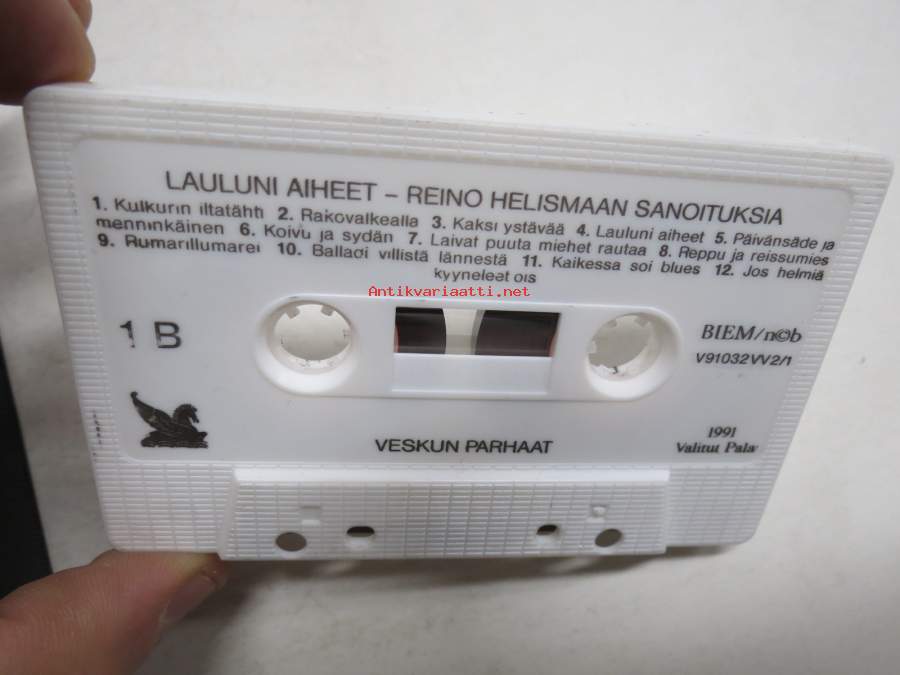 LAULUNI AIHEET – REINO HELISMAAN SANOITUKSIA
1. Kulkurin iltatähti 2. Rakovalkealla 3. Kaksi ystävää 4. Lauluni aiheet 5. Päivänsäde ja
menninkäinen 6. Koivu ja sydän 7. Laivat puuta miehet rautaa 8. Reppu ja reissumies
9. Rumarillumarei 10. Balladi villistä lännestä 11. Kaikessa soi blues 12. Jos helmiä
kyyneleet ois
Antikvariaatti.net
1 B
BIEM/n©b
V91032VV2/1
VESKUN PARHAAT
1991
Valitut Palat